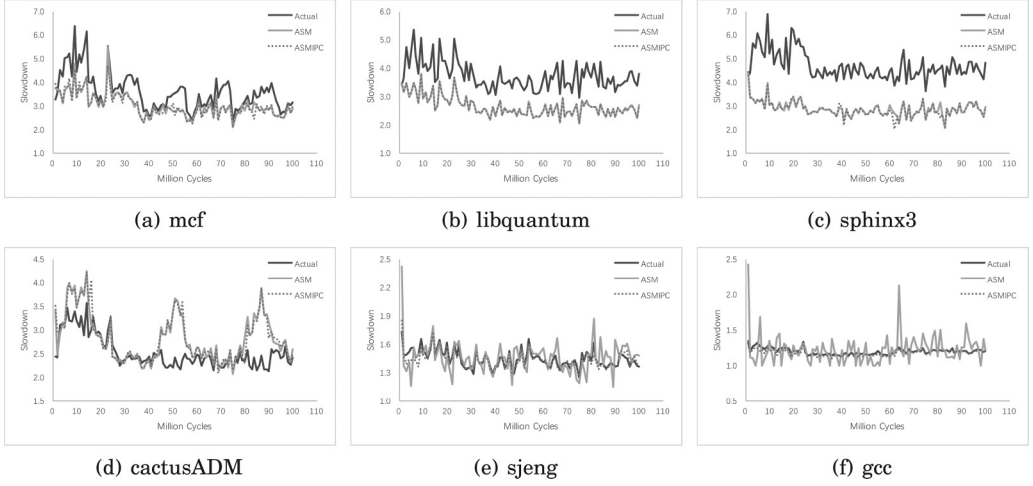 7.0
6.0
5.0
4.0
3.0
2.0
1.0
Slowdown
0 10 20 30 40 50 60 70 80 90 100 110
Million Cycles
Actual
ASM
ASMIPC
(a) mcf
7.0
6.0
5.0
4.0
3.0
2.0
1.0
Slowdown
0 10 20 30 40 50 60 70 80 90 100 110
Million Cycles
Actual
ASM
ASMIPC
(b) libquantum
7.0
6.0
5.0
4.0
3.0
2.0
1.0
Slowdown
0 10 20 30 40 50 60 70 80 90 100 110
Million Cycles
Actual
ASM
ASMIPC
(c) sphinx3
4.5
4.0
3.5
3.0
2.5
2.0
1.5
Slowdown
0 10 20 30 40 50 60 70 80 90 100 110
Million Cycles
Actual
ASM
ASMIPC
(d) cactusADM
2.5
2.3
2.1
1.9
1.7
1.5
1.3
1.1
Slowdown
0 10 20 30 40 50 60 70 80 90 100 110
Million Cycles
Actual
ASM
ASMIPC
(e) sjeng
2.5
2.0
1.5
1.0
0.5
Slowdown
0 10 20 30 40 50 60 70 80 90 100 110
Million Cycles
Actual
ASM
ASMIPC
(f) gcc